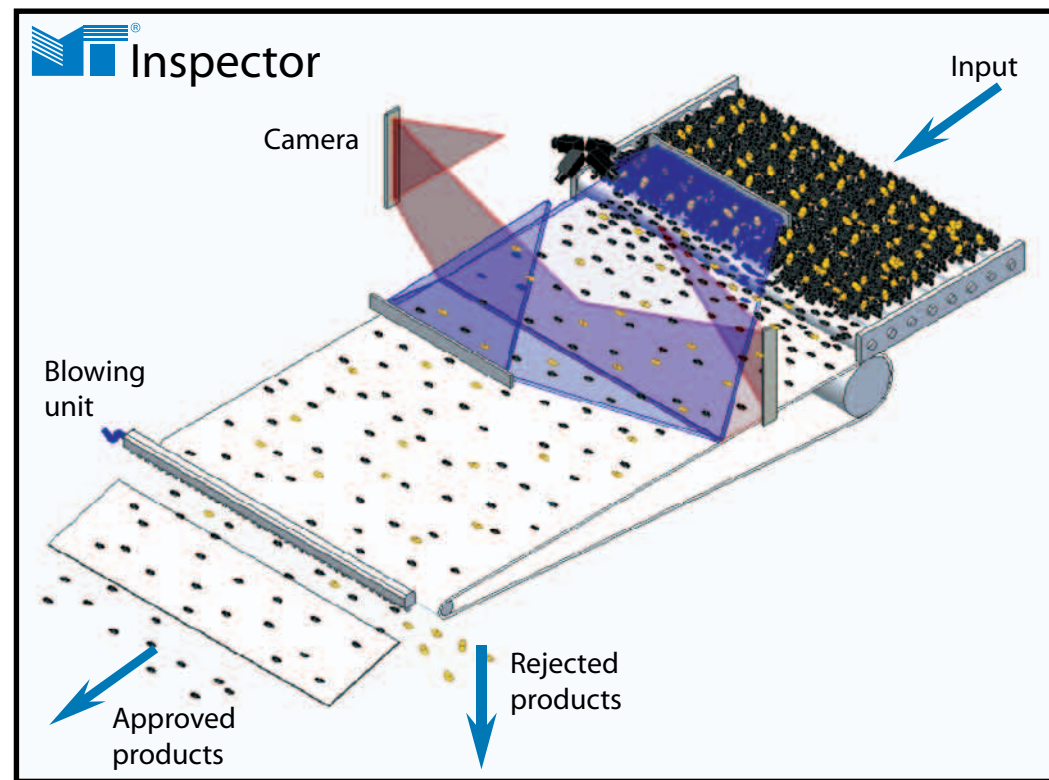 ® Inspector
Input
Camera
Blowing
unit
Rejected
products
Approved
products